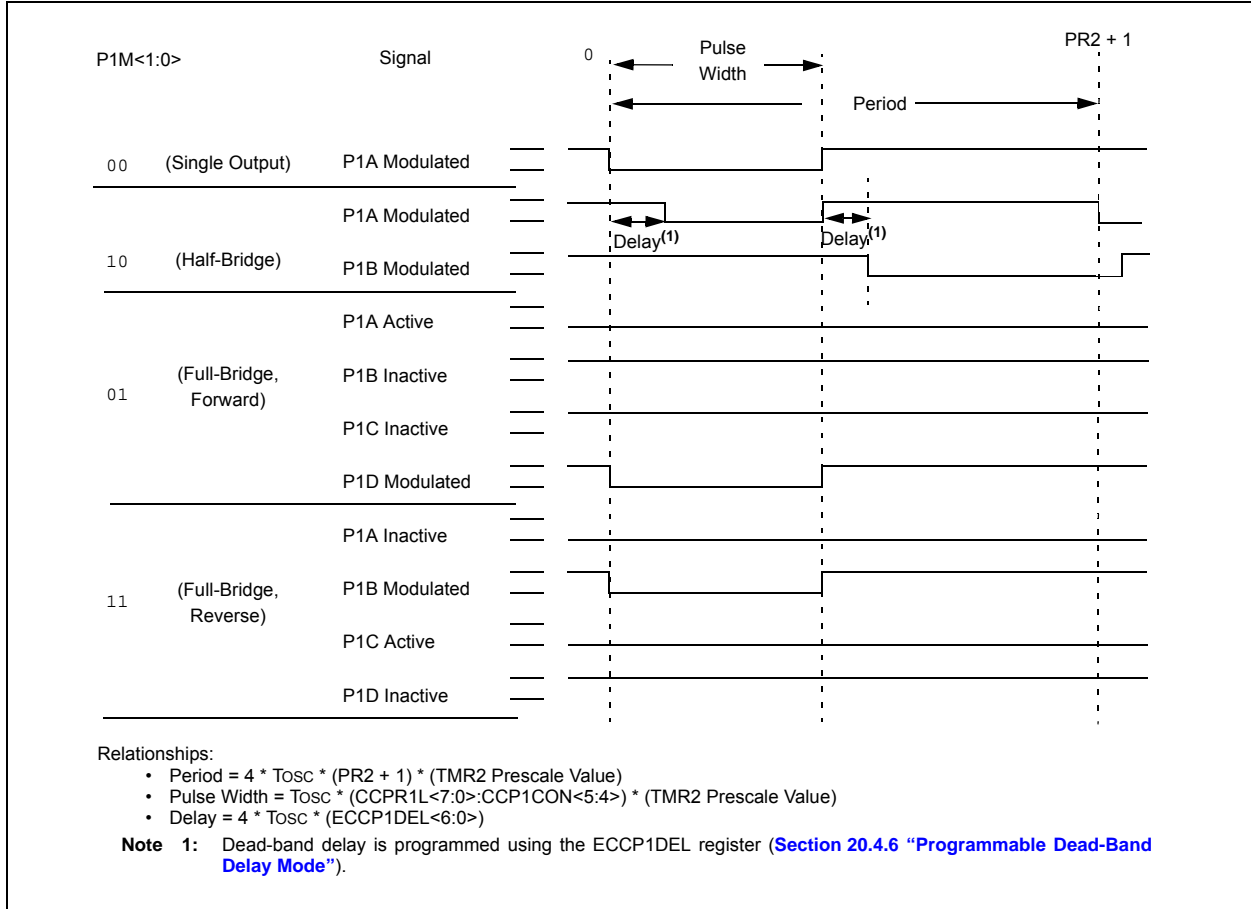 P1M<1:0>
Signal
0
Pulse
Width
PR2 + 1
Period
00
(Single Output)
P1A Modulated
10
(Half-Bridge)
P1A Modulated
Delay(1)
Delay(1)
P1B Modulated
01
(Full-Bridge,
Forward)
P1A Active
P1B Inactive
P1C Inactive
P1D Modulated
11
(Full-Bridge,
Reverse)
P1A Inactive
P1B Modulated
P1C Active
P1D Inactive
Relationships:
• Period = 4 * TOSC * (PR2 + 1) * (TMR2 Prescale Value)
• Pulse Width = TOSC * (CCPR1L<7:0>:CCP1CON<5:4>) * (TMR2 Prescale Value)
• Delay = 4 * TOSC * (ECCP1DEL<6:0>)
Note 1: Dead-band delay is programmed using the ECCP1DEL register (Section 20.4.6 “Programmable Dead-Band
Delay Mode”).